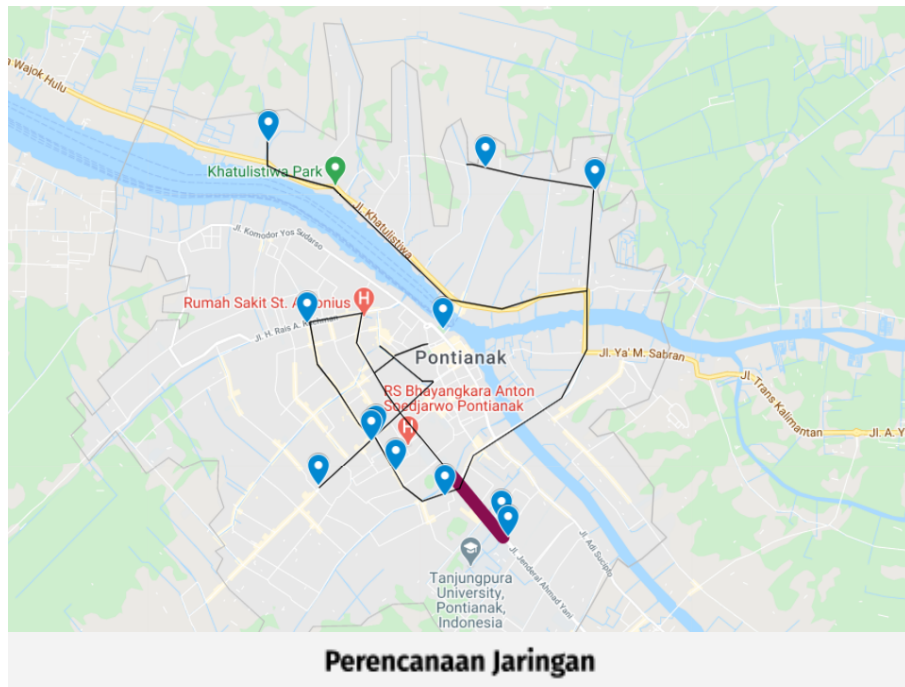 a Wajok Hulu
Khatulistiwa Park
Jl. Khatulistiwa
Jl. Komodor Yos Sudarso
Rumah Sakit St. A onius
H
Jl. H. Rais A. R chman
Pontianak
Jl. Ya' M. Sabran
Jl. Trans Kalimantan
Jl. A. Y
RS Bhayangkara Anton
Soedjarwo Pontianak
H
Jl. Adi Sucipto
Jl. Jenderal Ahmad Yani
Tanjungpura
University,
Pontianak,
Indonesia
Perencanaan Jaringan